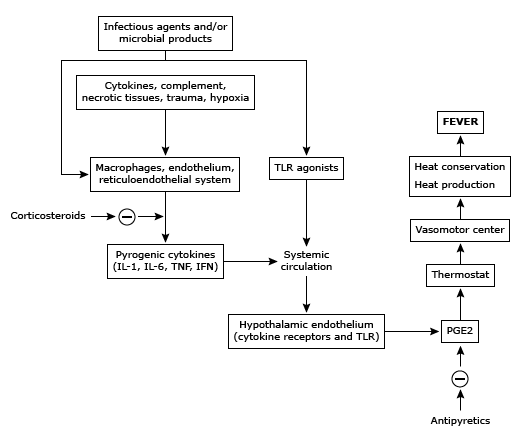 Infectious agents and/or
microbial products
Cytokines, complement,
necrotic tissues, trauma, hypoxia
FEVER
Macrophages, endothelium,
reticuloendothelial system
TLR agonists
Heat conservation
Heat production
Corticosteroids
Vasomotor center
Pyrogenic cytokines
(IL-1, IL-6, TNF, IFN)
Systemic
circulation
Thermostat
Hypothalamic endothelium
(cytokine receptors and TLR)
PGE2
Antipyretics